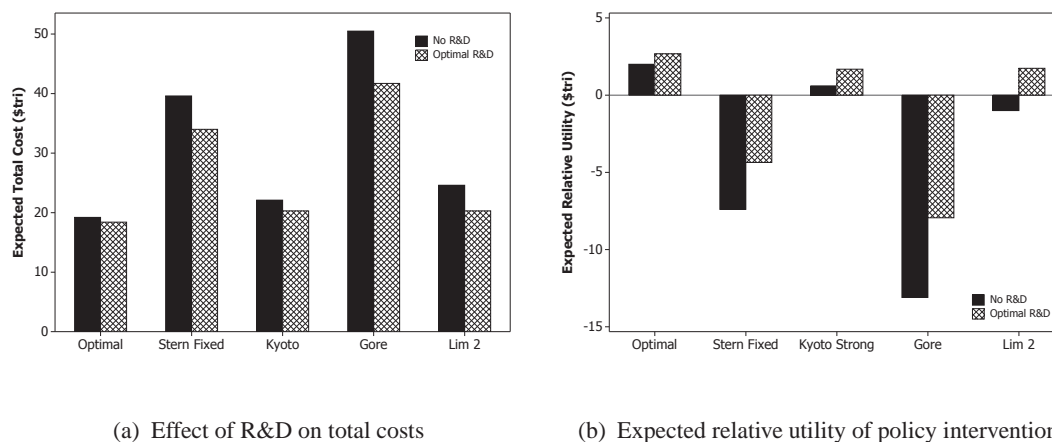 Expected Total Cost ($tri)
50
40
30
20
10
0
No R&D
Optimal R&D
Optimal Stern Fixed Kyoto Gore Lim 2
(a) Effect of R&D on total costs
Expected Relative Utility ($tri)
5
0
-5
-10
-15
No R&D
Optimal R&D
Optimal Stern Fixed Kyoto Strong Gore Lim 2
(b) Expected relative utility of policy intervention